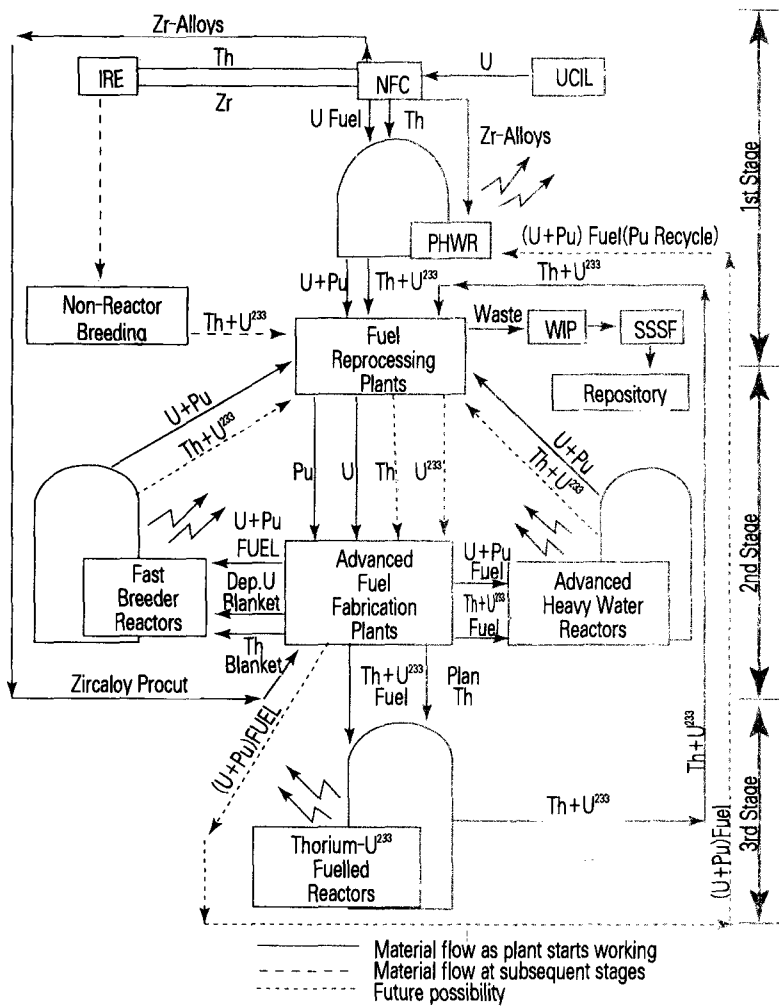 Zr-Alloys
IRE
Th
Zr
NFC
U
UCIL
U Fuel
Th
Zr-Alloys
1st Stage
PHWR
(U+Pu) Fuel(Pu Recycle)
U+Pu
Th+U²³³
Th+U²³³
Non-Reactor
Breeding
Th+U²³³
Fuel
Reprocessing
Plants
Waste
WIP
SSSF
Repository
U+Pu
Th+U²³³
Pu
U
Th
U²³³
U+Pu
Th+U²³³
2nd Stage
Fast
Breeder
Reactors
U+Pu
FUEL
Dep.U
Blanket
Th
Blanket
Advanced
Fuel
Fabrication
Plants
U+Pu
Fuel
Th+U²³³
Fuel
Advanced
Heavy Water
Reactors
Zircaloy Procut
(U+Pu)FUEL
Th+U²³³
Fuel
Plan
Th
Thorium-U²³³
Fuelled
Reactors
Th+U²³³
Th+U²³³
(U+Pu)Fuel
3rd Stage
Material flow as plant starts working
Material flow at subsequent stages
Future possibility